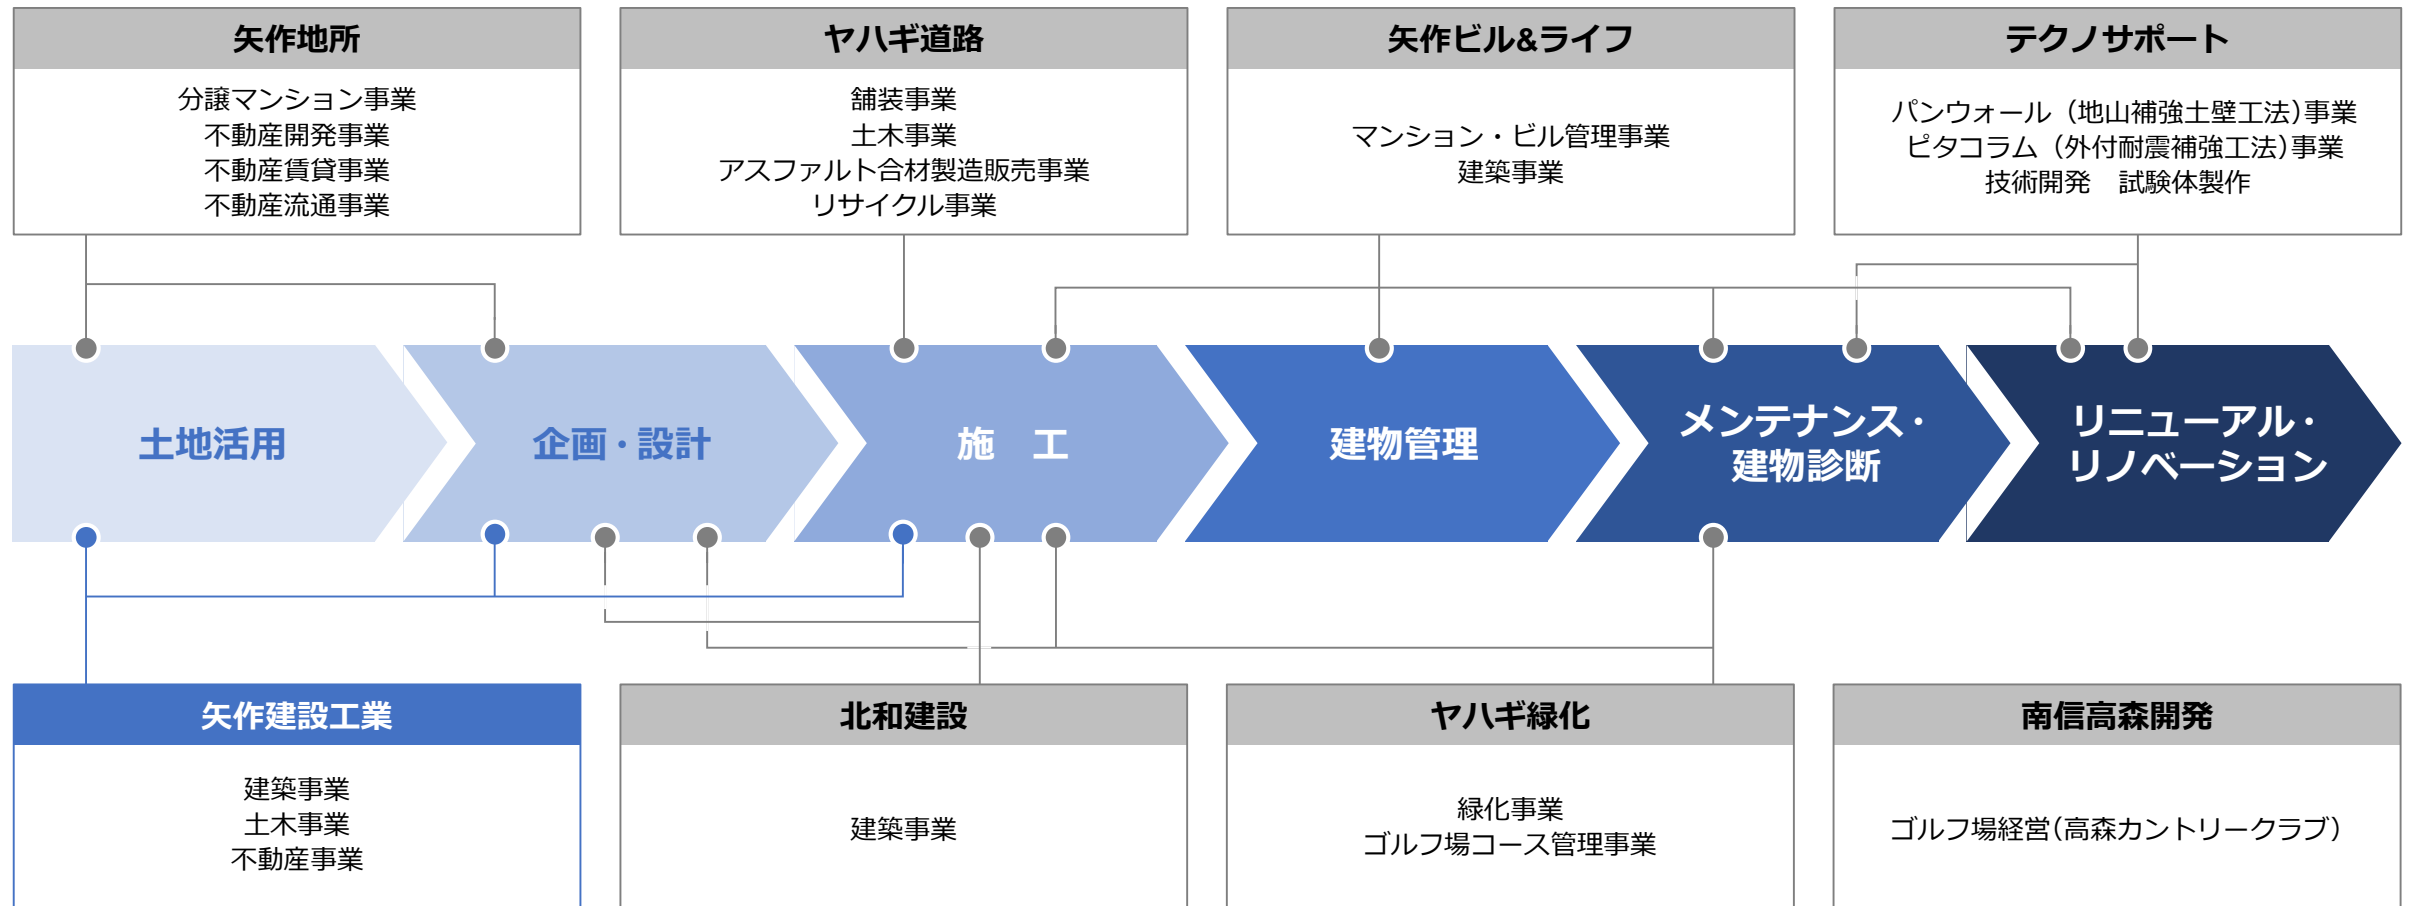 矢作地所
分譲マンション事業
不動産開発事業
不動産賃貸事業
不動産流通事業
ヤハギ道路
舗装事業
土木事業
アスファルト合材製造販売事業
リサイクル事業
矢作ビル&ライフ
マンション・ビル管理事業
建築事業
テクノサポート
パンウォール（地山補強土壁工法）事業
ピタコラム（外付耐震補強工法）事業
技術開発　試験体製作
土地活用
企画・設計
施　工
建物管理
メンテナンス・
建物診断
リニューアル・
リノベーション
矢作建設工業
建築事業
土木事業
不動産事業
北和建設
建築事業
ヤハギ緑化
緑化事業
ゴルフ場コース管理事業
南信高森開発
ゴルフ場経営（高森カントリークラブ）